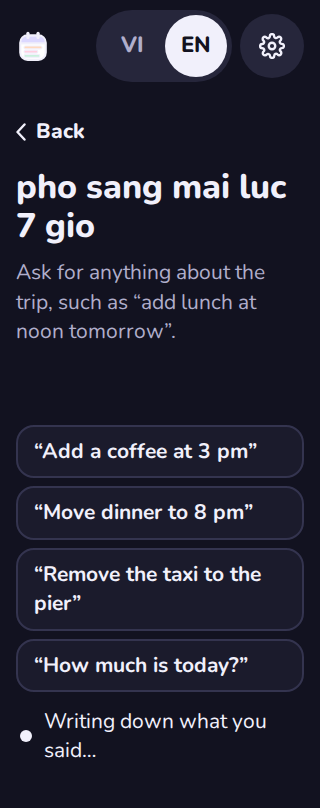 VI
EN
Back
pho sang mai luc
7 gio
Ask for anything about the
trip, such as “add lunch at
noon tomorrow”.
“Add a coffee at 3 pm”
“Move dinner to 8 pm”
“Remove the taxi to the
pier”
“How much is today?”
Writing down what you
said…